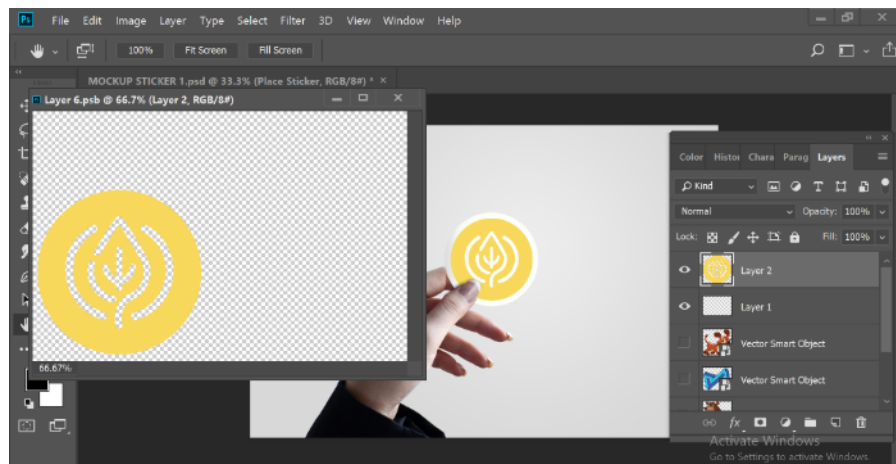 Ps File Edit Image Layer Type Select Filter 3D View Window Help
100% Fit Screen Fill Screen
MOCKUP STICKER 1.psd @ 33.3% (Place Sticker, RGB/8#) * ×
Layer 6.psb @ 66.7% (Layer 2, RGB/8#)
66.67%
Color Histor Chara Parag Layers
Kind
Normal Opacity: 100%
Lock: Fill: 100%
Layer 2
Layer 1
Vector Smart Object
Vector Smart Object
fx
Activate Windows
Go to Settings to activate Windows.